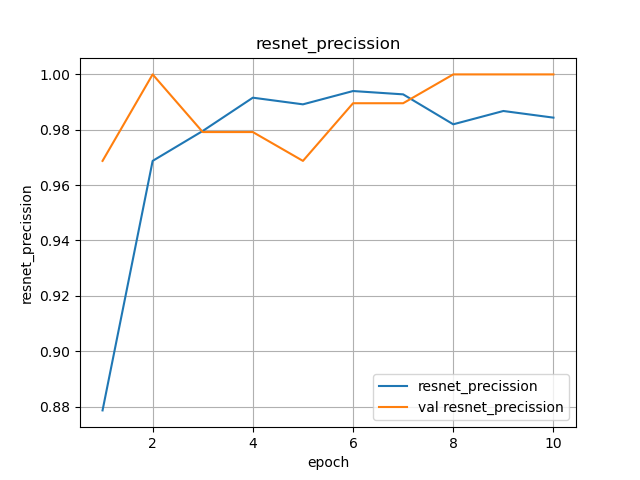 resnet_precission
1.00
0.98
0.96
0.94
0.92
0.90
0.88
resnet_precission
resnet_precission
val resnet_precission
2
4
6
8
10
epoch